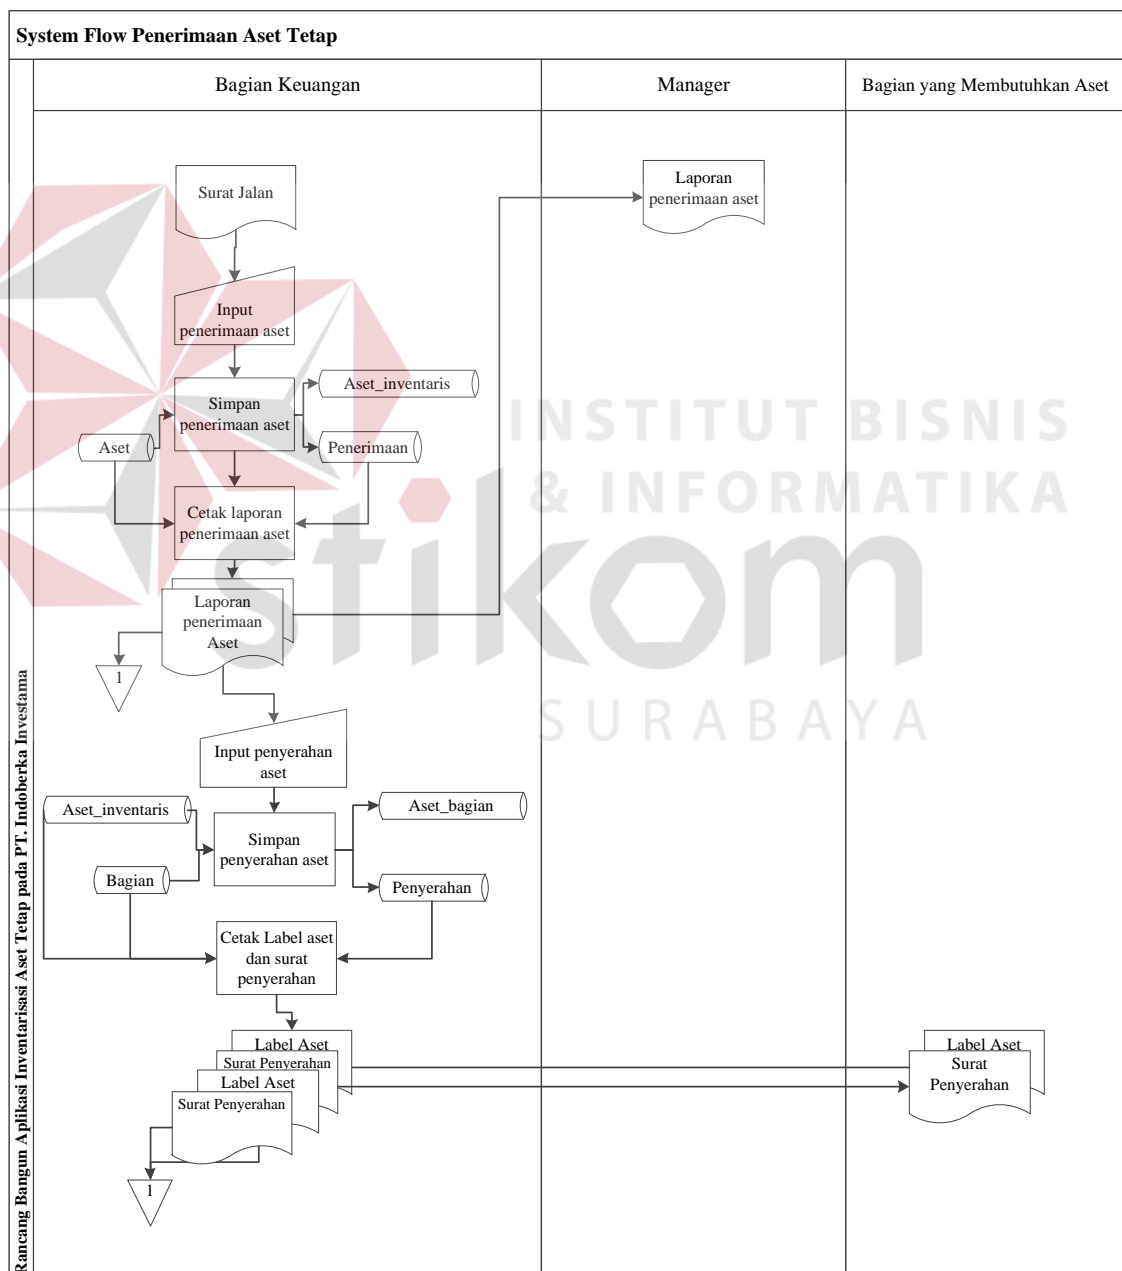 System Flow Penerimaan Aset Tetap
Bagian Keuangan
Manager
Bagian yang Membutuhkan Aset
Rancang Bangun Aplikasi Inventarisasi Aset Tetap pada PT. Indoberka Investama
Surat Jalan
Laporan
penerimaan aset
Input
penerimaan aset
Simpan
penerimaan aset
Aset_inventaris
Aset
Penerimaan
Cetak laporan
penerimaan aset
Laporan
penerimaan
Aset
1
Input penyerahan
aset
Aset_inventaris
Aset_bagian
Simpan
penyerahan aset
Bagian
Penyerahan
Cetak Label aset
dan surat
penyerahan
Label Aset
Surat Penyerahan
Label Aset
Surat Penyerahan
Label Aset
Surat
Penyerahan
1
INSTITUT BISNIS
& INFORMATIKA
stikom
SURABAYA